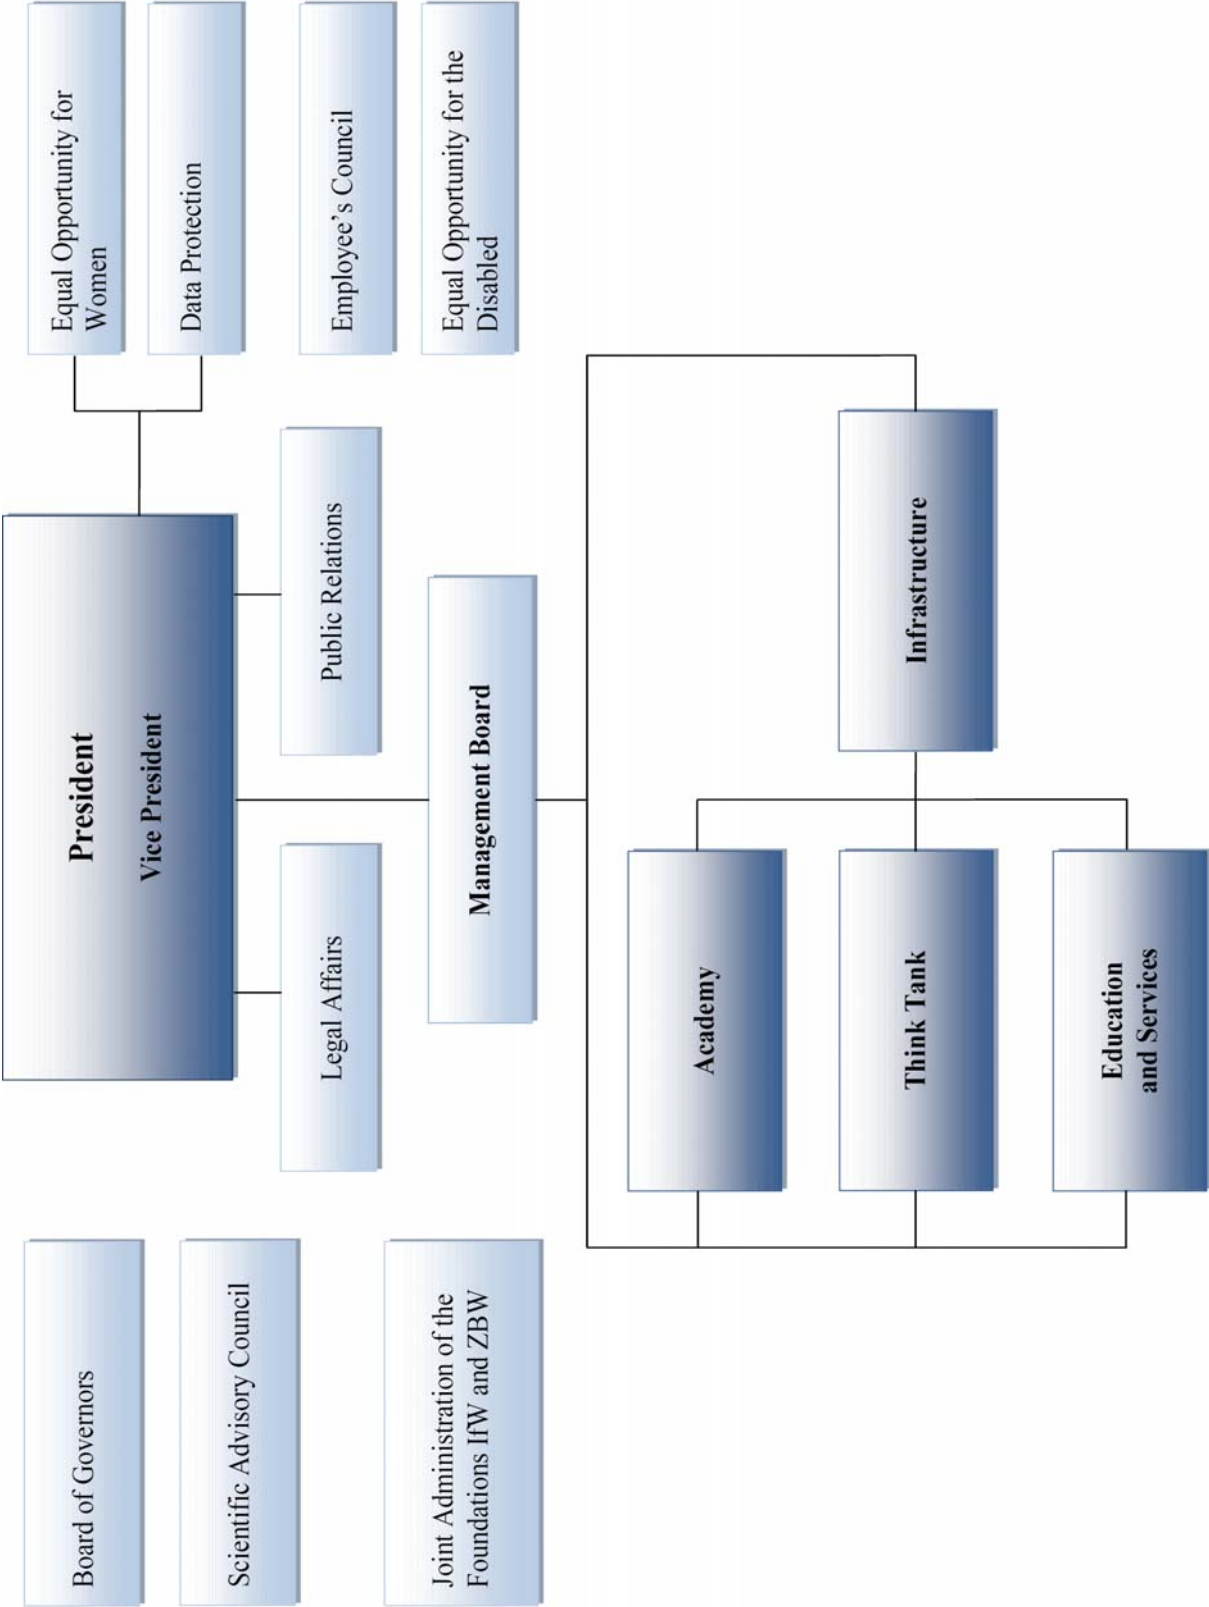 Board of Governors
Scientific Advisory Council
Joint Administration of the
Foundations IfW and ZBW
President
Vice President
Legal Affairs
Public Relations
Management Board
Equal Opportunity for
Women
Data Protection
Employee’s Council
Equal Opportunity for the
Disabled
Academy
Think Tank
Education
and Services
Infrastructure